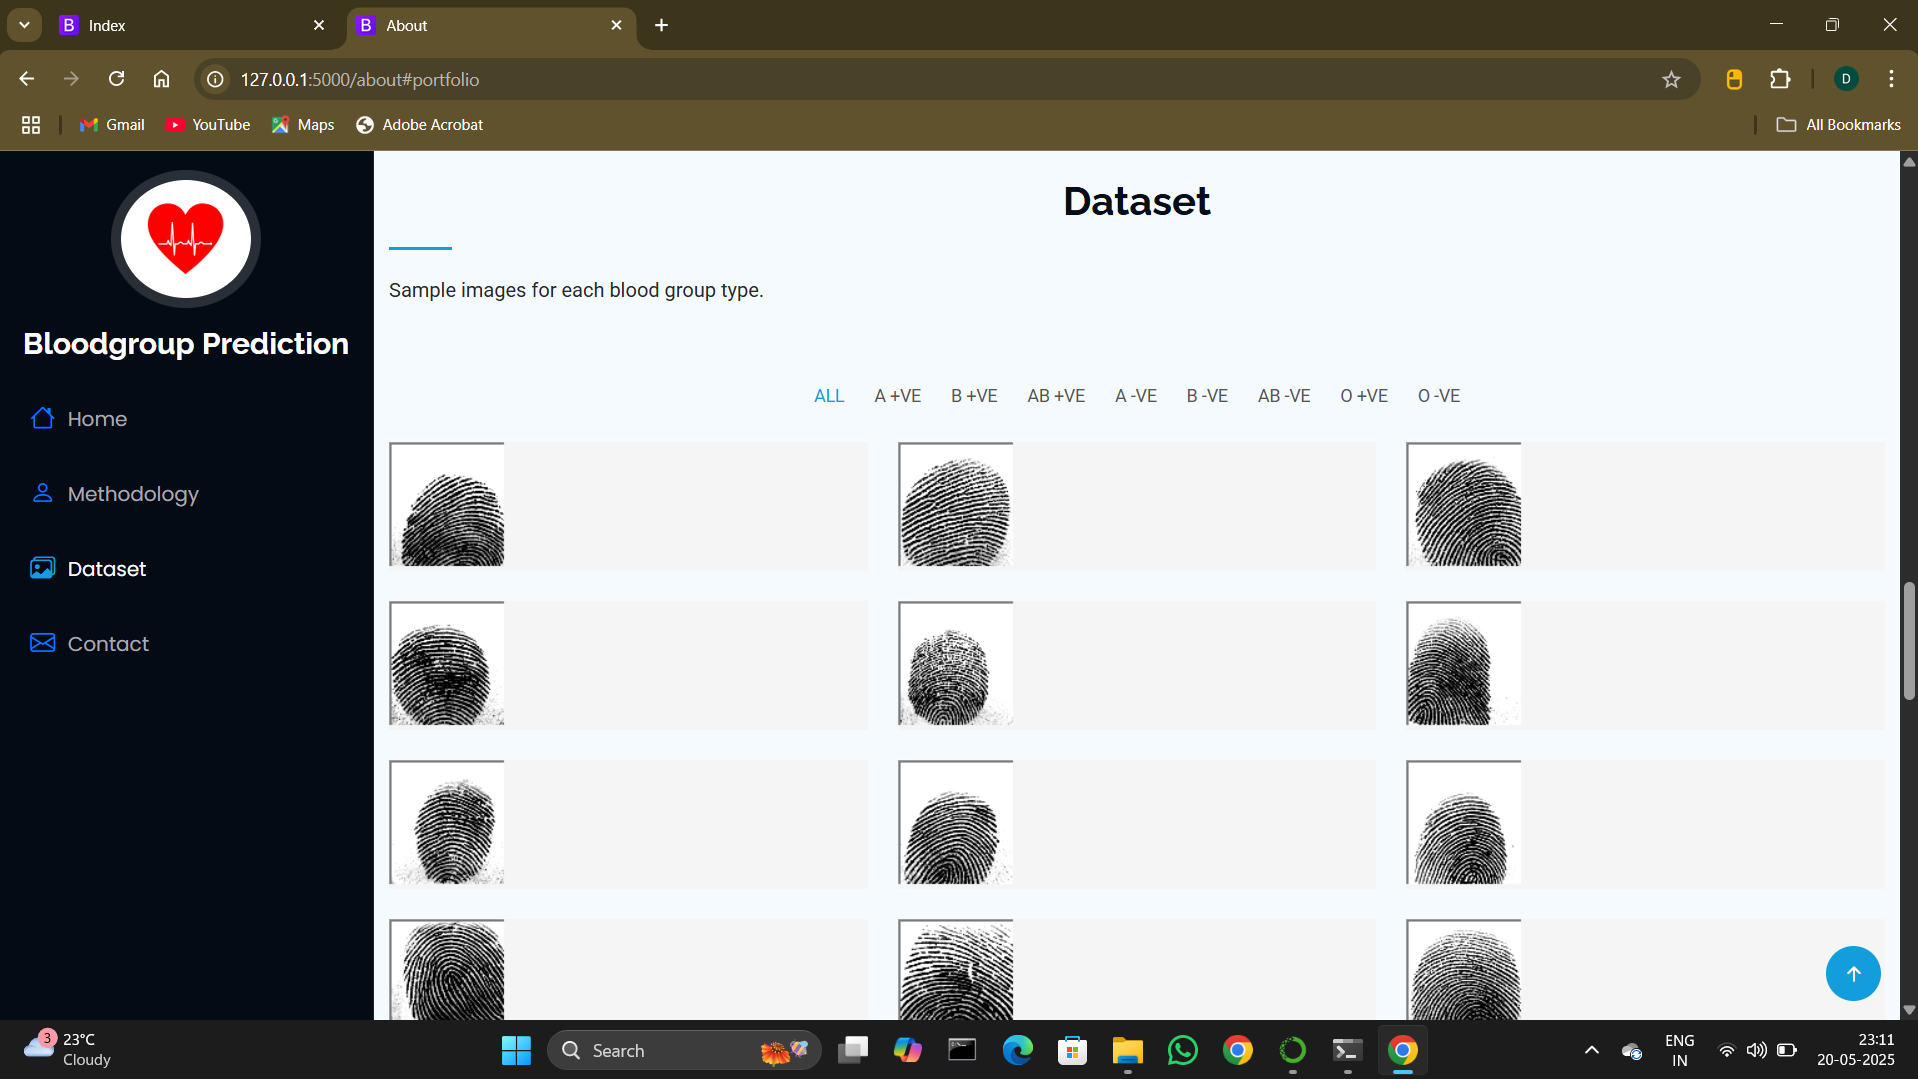 B Index
B About
127.0.0.1:5000/about#portfolio
D
Gmail
YouTube
Maps
Adobe Acrobat
All Bookmarks
Bloodgroup Prediction
Home
Methodology
Dataset
Contact
Dataset
Sample images for each blood group type.
ALL A +VE B +VE AB +VE A -VE B -VE AB -VE O +VE O -VE
3
23°C
Cloudy
Search
ENG
IN
23:11
20-05-2025